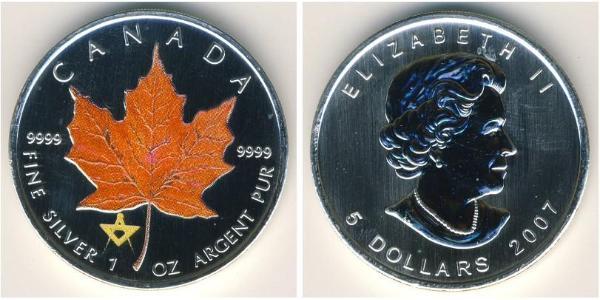 CANADA
9999 9999
FINE SILVER 1 OZ ARGENT PUR
ELIZABETH II
5 DOLLARS 2007